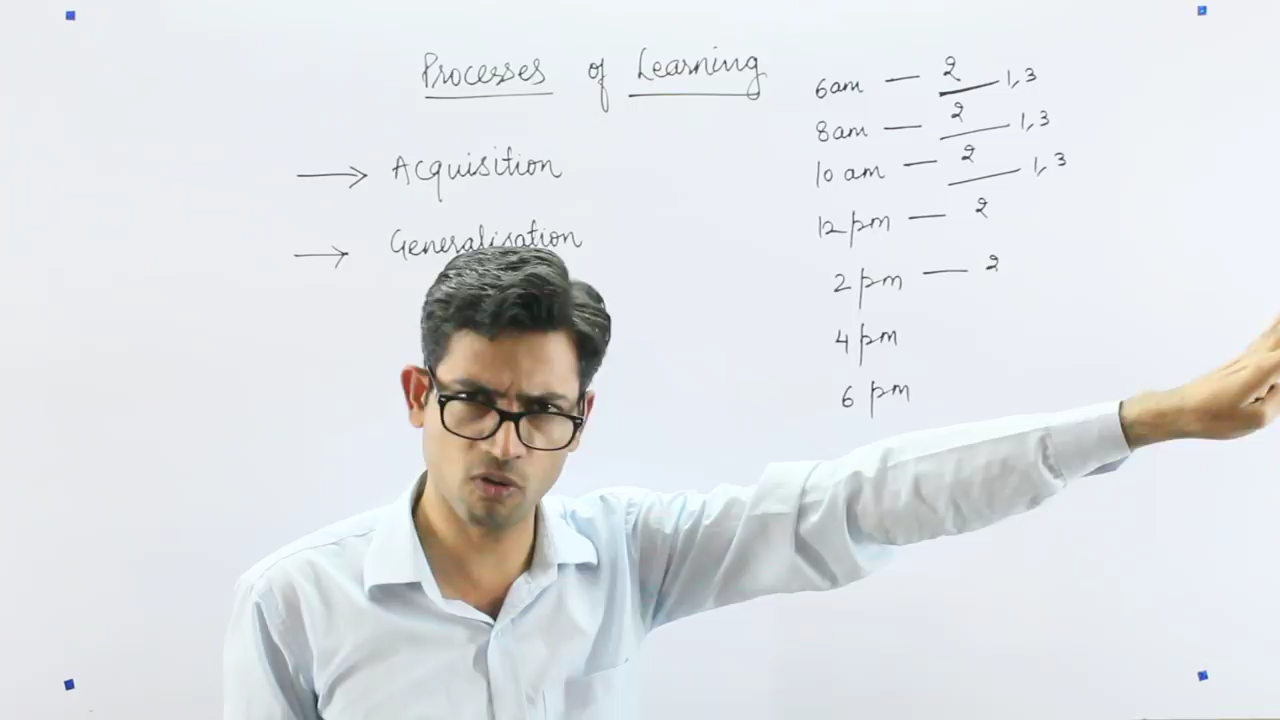 Processes of Learning
→ Acquisition
→ Generalisation
6am — 2 1, 3
8am — 2 1, 3
10 am — 2 1, 3
12 pm — 2
2 pm — 2
4 pm
6 pm